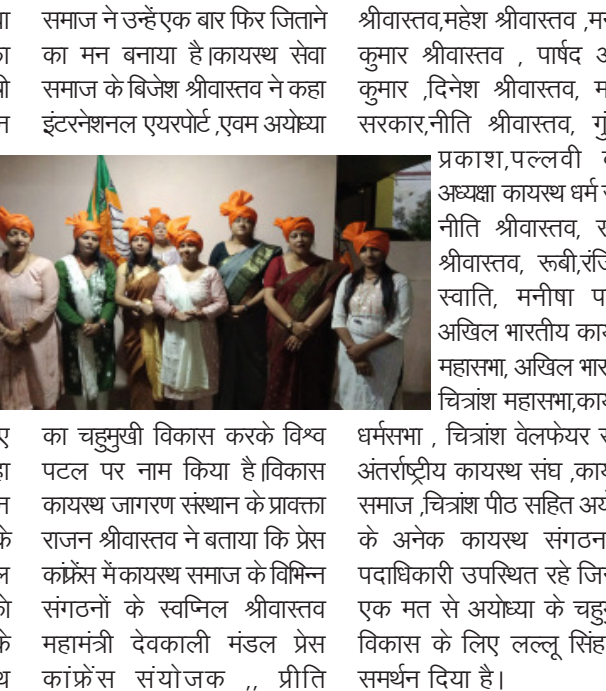 समाज ने उन्हें एक बार फिर जिताने
का मन बनाया है।कायस्थ सेवा
समाज के बिजेश श्रीवास्तव ने कहा
इंटरनेशनल एयरपोर्ट ,एवम अयोध्या
का चहुमुखी विकास करके विश्व
पटल पर नाम किया है।विकास
कायस्थ जागरण संस्थान के प्रावक्ता
राजन श्रीवास्तव ने बताया कि प्रेस
कांफ्रेंस में कायस्थ समाज के विभिन्न
संगठनों के स्वप्निल श्रीवास्तव
महामंत्री देवकाली मंडल प्रेस
कांफ्रेंस संयोजक ,, प्रीति
श्रीवास्तव,महेश श्रीवास्तव
कुमार श्रीवास्तव , पार्षद
कुमार ,दिनेश श्रीवास्तव,
सरकार,नीति श्रीवास्तव,
प्रकाश,पल्लवी
अध्यक्षा कायस्थ धर्म
नीति श्रीवास्तव,
श्रीवास्तव, रूबी,
स्वाति, मनीषा
अखिल भारतीय
महासभा, अखिल
चित्रांश महासभा,
धर्मसभा , चित्रांश वेलफेयर
अंतर्राष्ट्रीय कायस्थ संघ ,
समाज ,चित्रांश पीठ सहित
के अनेक कायस्थ संगठन
पदाधिकारी उपस्थित रहे
एक मत से अयोध्या के
विकास के लिए लल्लू सिंह
समर्थन दिया है।